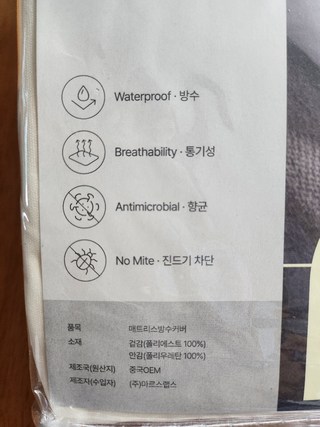 Waterproof · 방수
Breathability · 통기성
Antimicrobial · 향균
No Mite · 진드기 차단
품목 매트리스방수커버
소재 겉감(폴리에스트 100%)
안감(폴리우레탄 100%)
제조국(원산지) 중국OEM
제조자(수입자) (주)마르스랩스